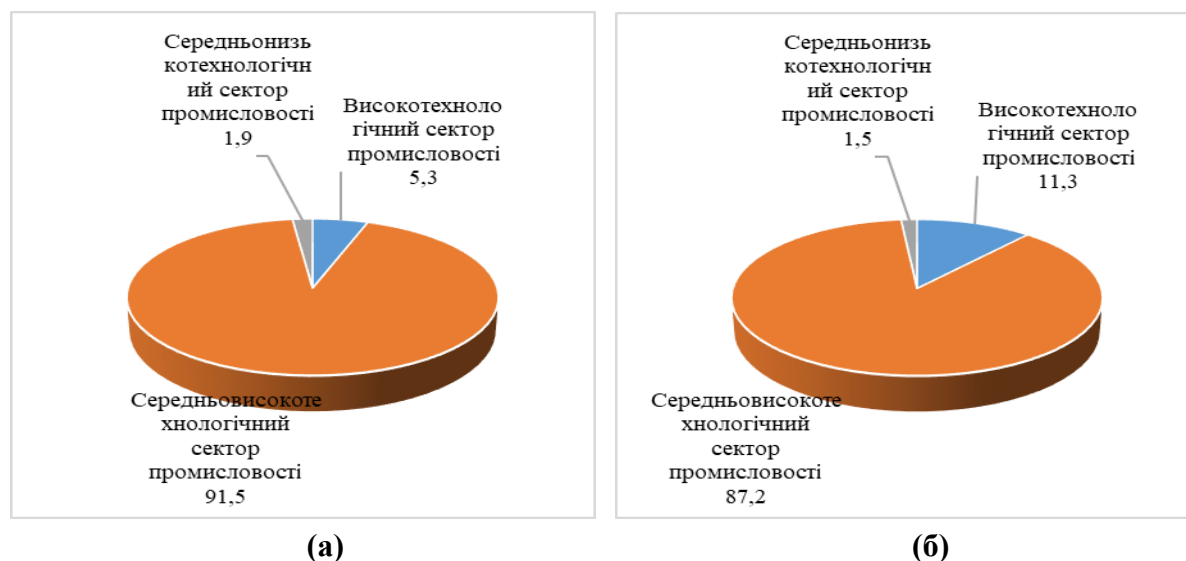 Середньонизь
котехнологічн
ий сектор
промисловості
1,9
Високотехноло
гічний сектор
промисловості
5,3
Середньовисокоте
хнологічний
сектор
промисловості
91,5
(а)
Середньонизь
котехнологічн
ий сектор
промисловості
1,5
Високотехноло
гічний сектор
промисловості
11,3
Середньовисокоте
хнологічний
сектор
промисловості
87,2
(б)